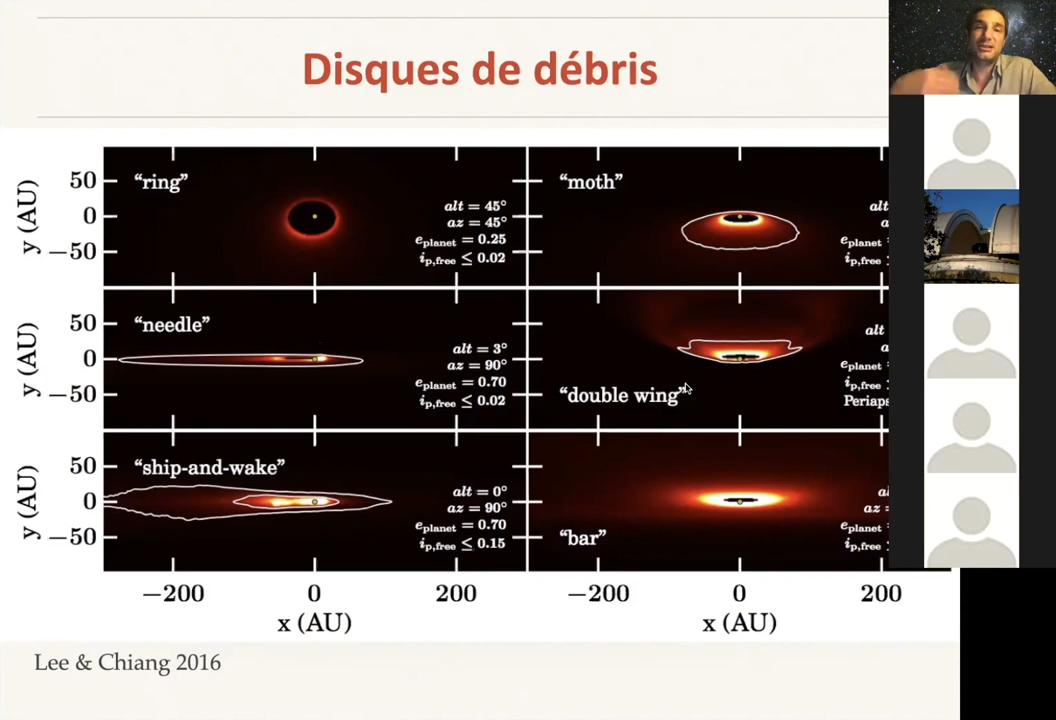 Disques de débris
50
0
−50
y (AU)
“ring”
alt = 45°
az = 45°
e_planet = 0.25
i_p,free ≤ 0.02
“moth”
alt
a
e_planet
i_p,free
50
0
−50
y (AU)
“needle”
alt = 3°
az = 90°
e_planet = 0.70
i_p,free ≤ 0.02
“double wing”
alt
a
e_planet
i_p,free
Periaps
50
0
−50
y (AU)
“ship-and-wake”
alt = 0°
az = 90°
e_planet = 0.70
i_p,free ≤ 0.15
“bar”
al
az =
e_planet
i_p,free
−200 0 200
x (AU)
−200 0 200
x (AU)
Lee & Chiang 2016